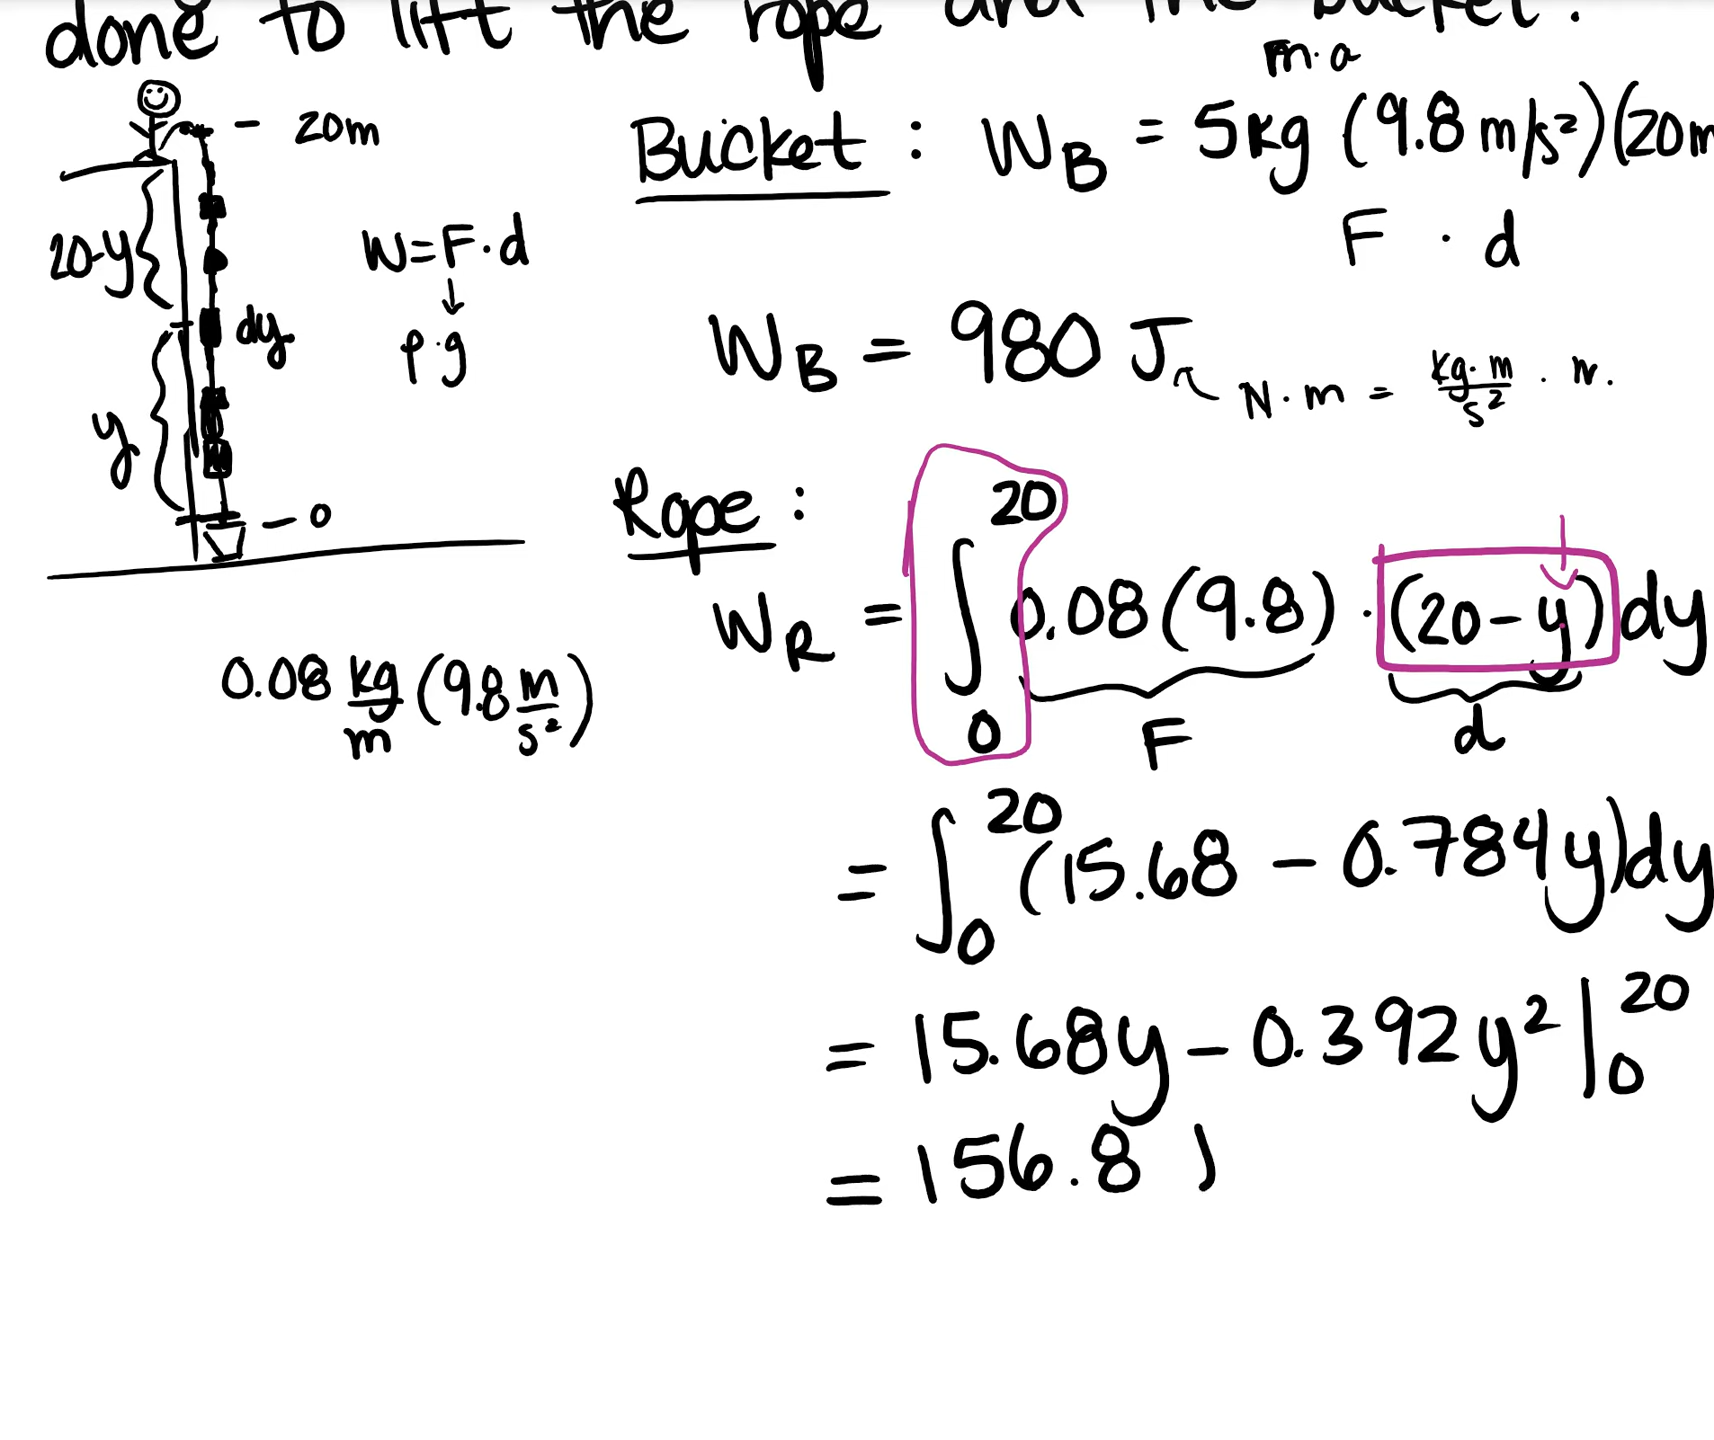 done to lift the rope and the bucket.
m·a
- 20m
Bucket : W_B = 5kg (9.8 m/s²)(20m
F · d
20-y
W=F·d
↓
ρ·g
dy
W_B = 980 J
N·m = kg·m/s² ·
y
- 0
Rope :
W_R = ∫₀²⁰ 0.08(9.8) · (20-y) dy
F
d
0.08 kg/m (9.8 m/s²)
= ∫₀²⁰ (15.68 - 0.784y)dy
= 15.68y - 0.392y² |₀²⁰
= 156.8 J